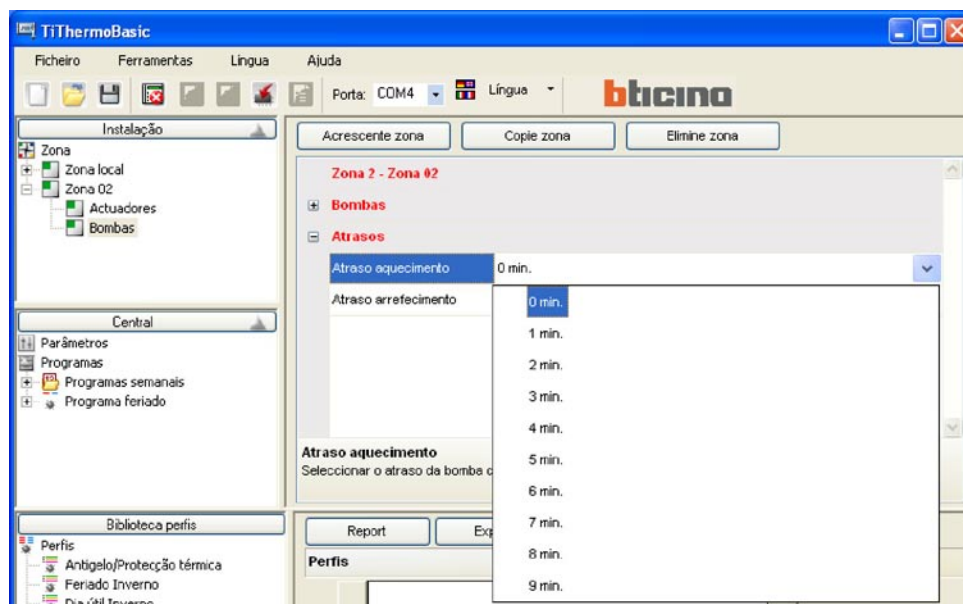 TiThermoBasic
Ficheiro Ferramentas Língua Ajuda
Porta: COM4 Língua bticino
Instalação
Zona
Zona local
Zona 02
Actuadores
Bombas
Acrescente zona Copie zona Elimine zona
Zona 2 - Zona 02
Bombas
Atrasos
Atraso aquecimento 0 min.
Atraso arrefecimento
0 min.
1 min.
2 min.
3 min.
4 min.
5 min.
6 min.
7 min.
8 min.
9 min.
Atraso aquecimento
Seleccionar o atraso da bomba
Central
Parâmetros
Programas
Programas semanais
Programa feriado
Biblioteca perfis
Perfis
Antigelo/Protecção térmica
Feriado Inverno
Dia útil Inverno
Report
Perfis